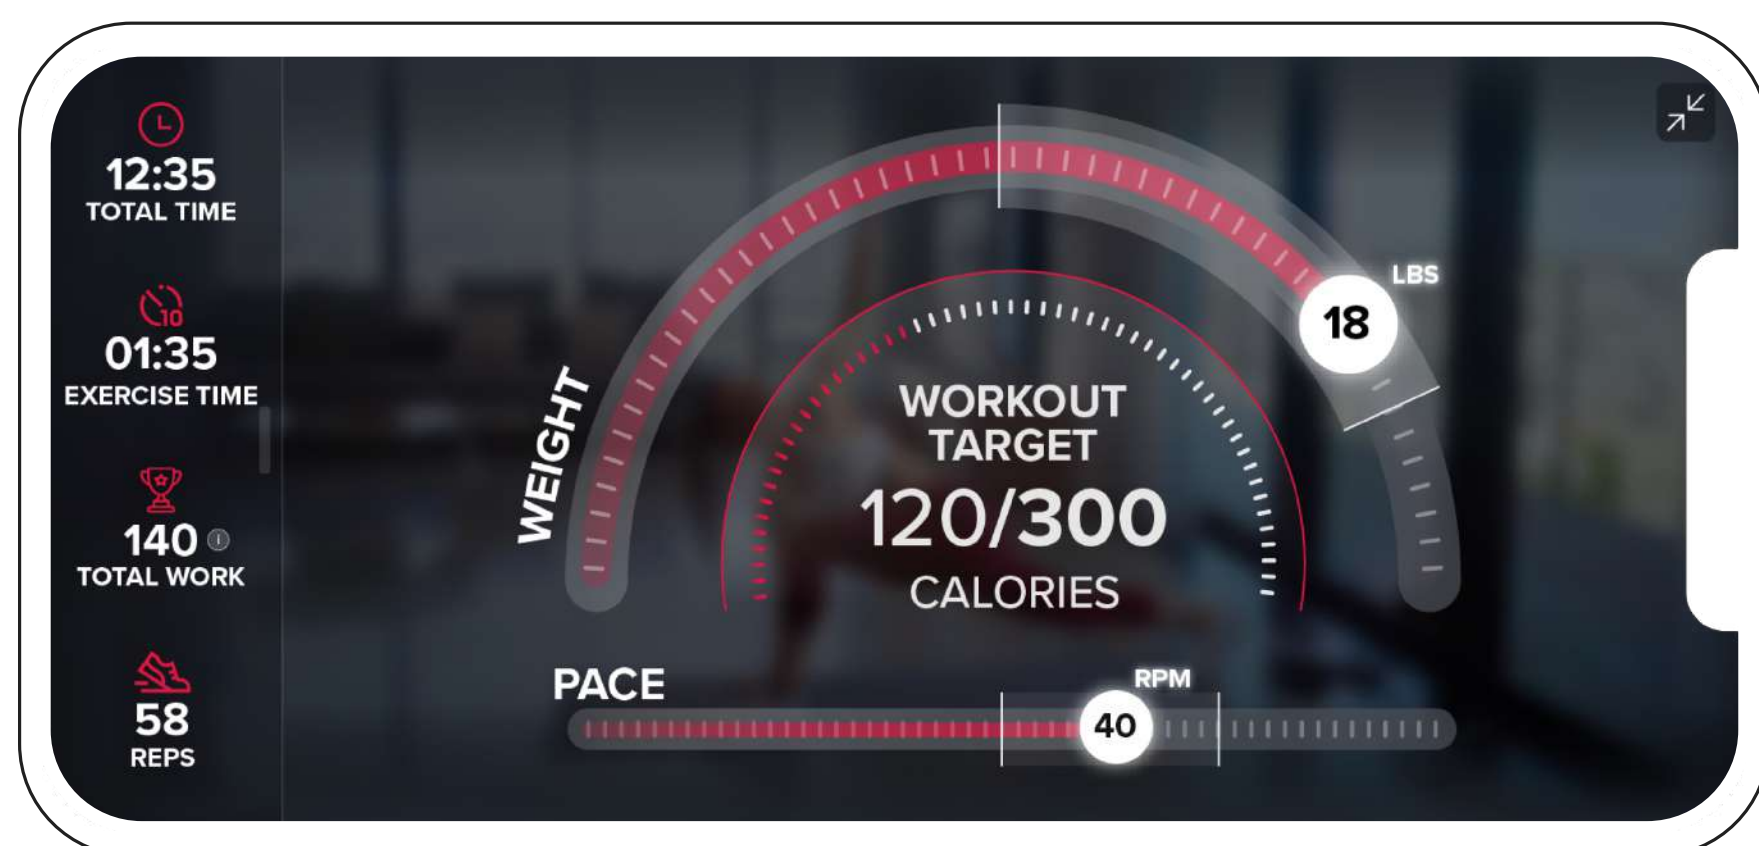 12:35
TOTAL TIME
10
01:35
EXERCISE TIME
140 i
TOTAL WORK
58
REPS
WEIGHT
LBS
18
WORKOUT
TARGET
120/300
CALORIES
PACE
RPM
40